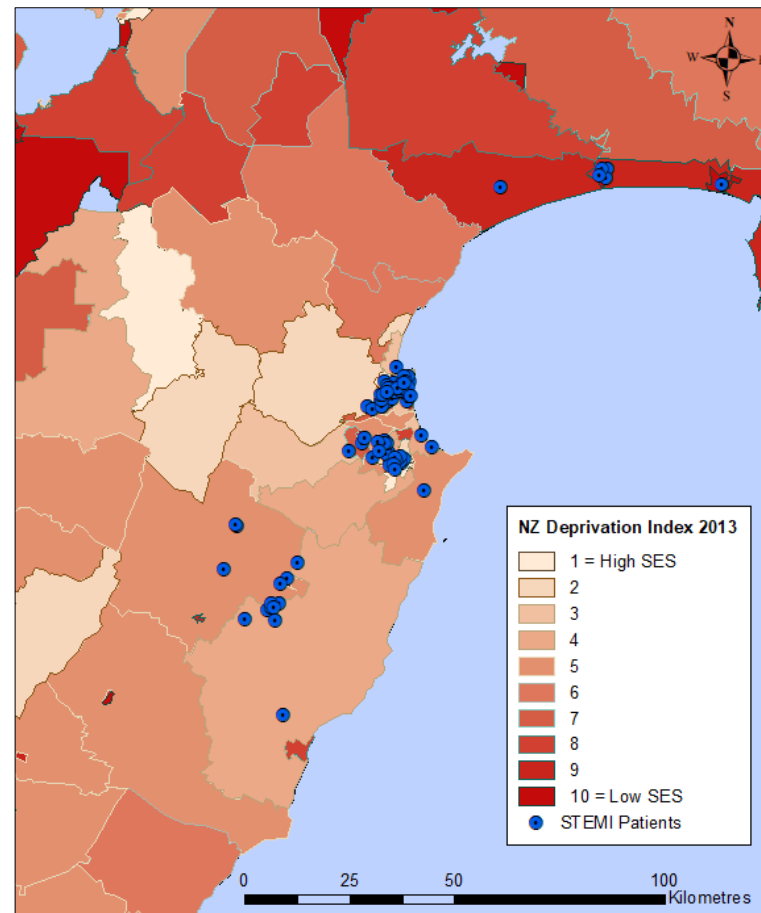 N
W E
S
NZ Deprivation Index 2013
1 = High SES
2
3
4
5
6
7
8
9
10 = Low SES
STEMI Patients
0 25 50 100
Kilometres